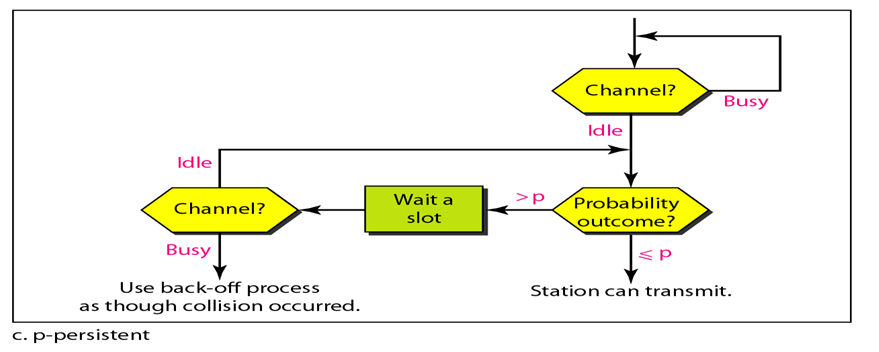 Channel?
Busy
Idle
Idle
Channel?
Wait a
slot
>p
Probability
outcome?
Busy
≤ p
Use back-off process
as though collision occurred.
Station can transmit.
c. p-persistent